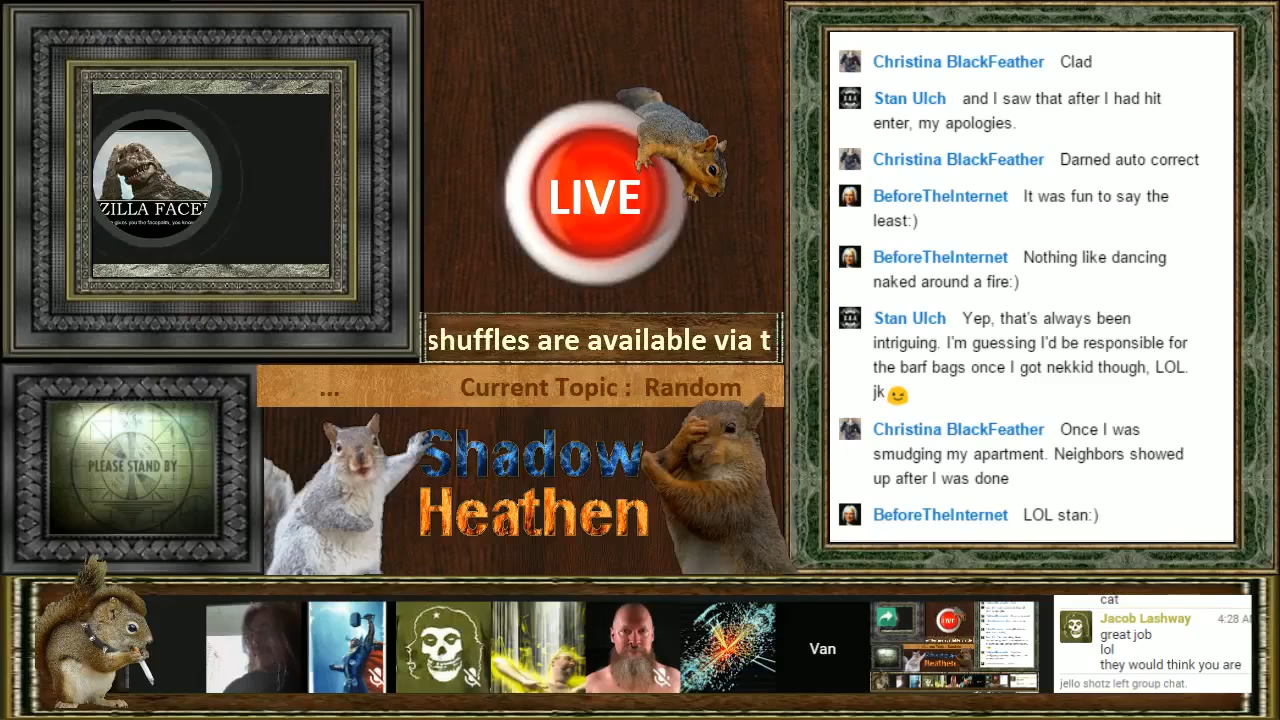 ZILLA FACE
LIVE
shuffles are available via t
... Current Topic : Random
PLEASE STAND BY
Shadow
Heathen
Christina BlackFeather Clad
Stan Ulch and I saw that after I had hit
enter, my apologies.
Christina BlackFeather Darned auto correct
BeforeTheInternet It was fun to say the
least:)
BeforeTheInternet Nothing like dancing
naked around a fire:)
Stan Ulch Yep, that's always been
intriguing. I'm guessing I'd be responsible for
the barf bags once I got nekkid though, LOL.
jk😉
Christina BlackFeather Once I was
smudging my apartment. Neighbors showed
up after I was done
BeforeTheInternet LOL stan:)
Van
cat
Jacob Lashway 4:28 A
great job
lol
they would think you are
jello shotz left group chat.